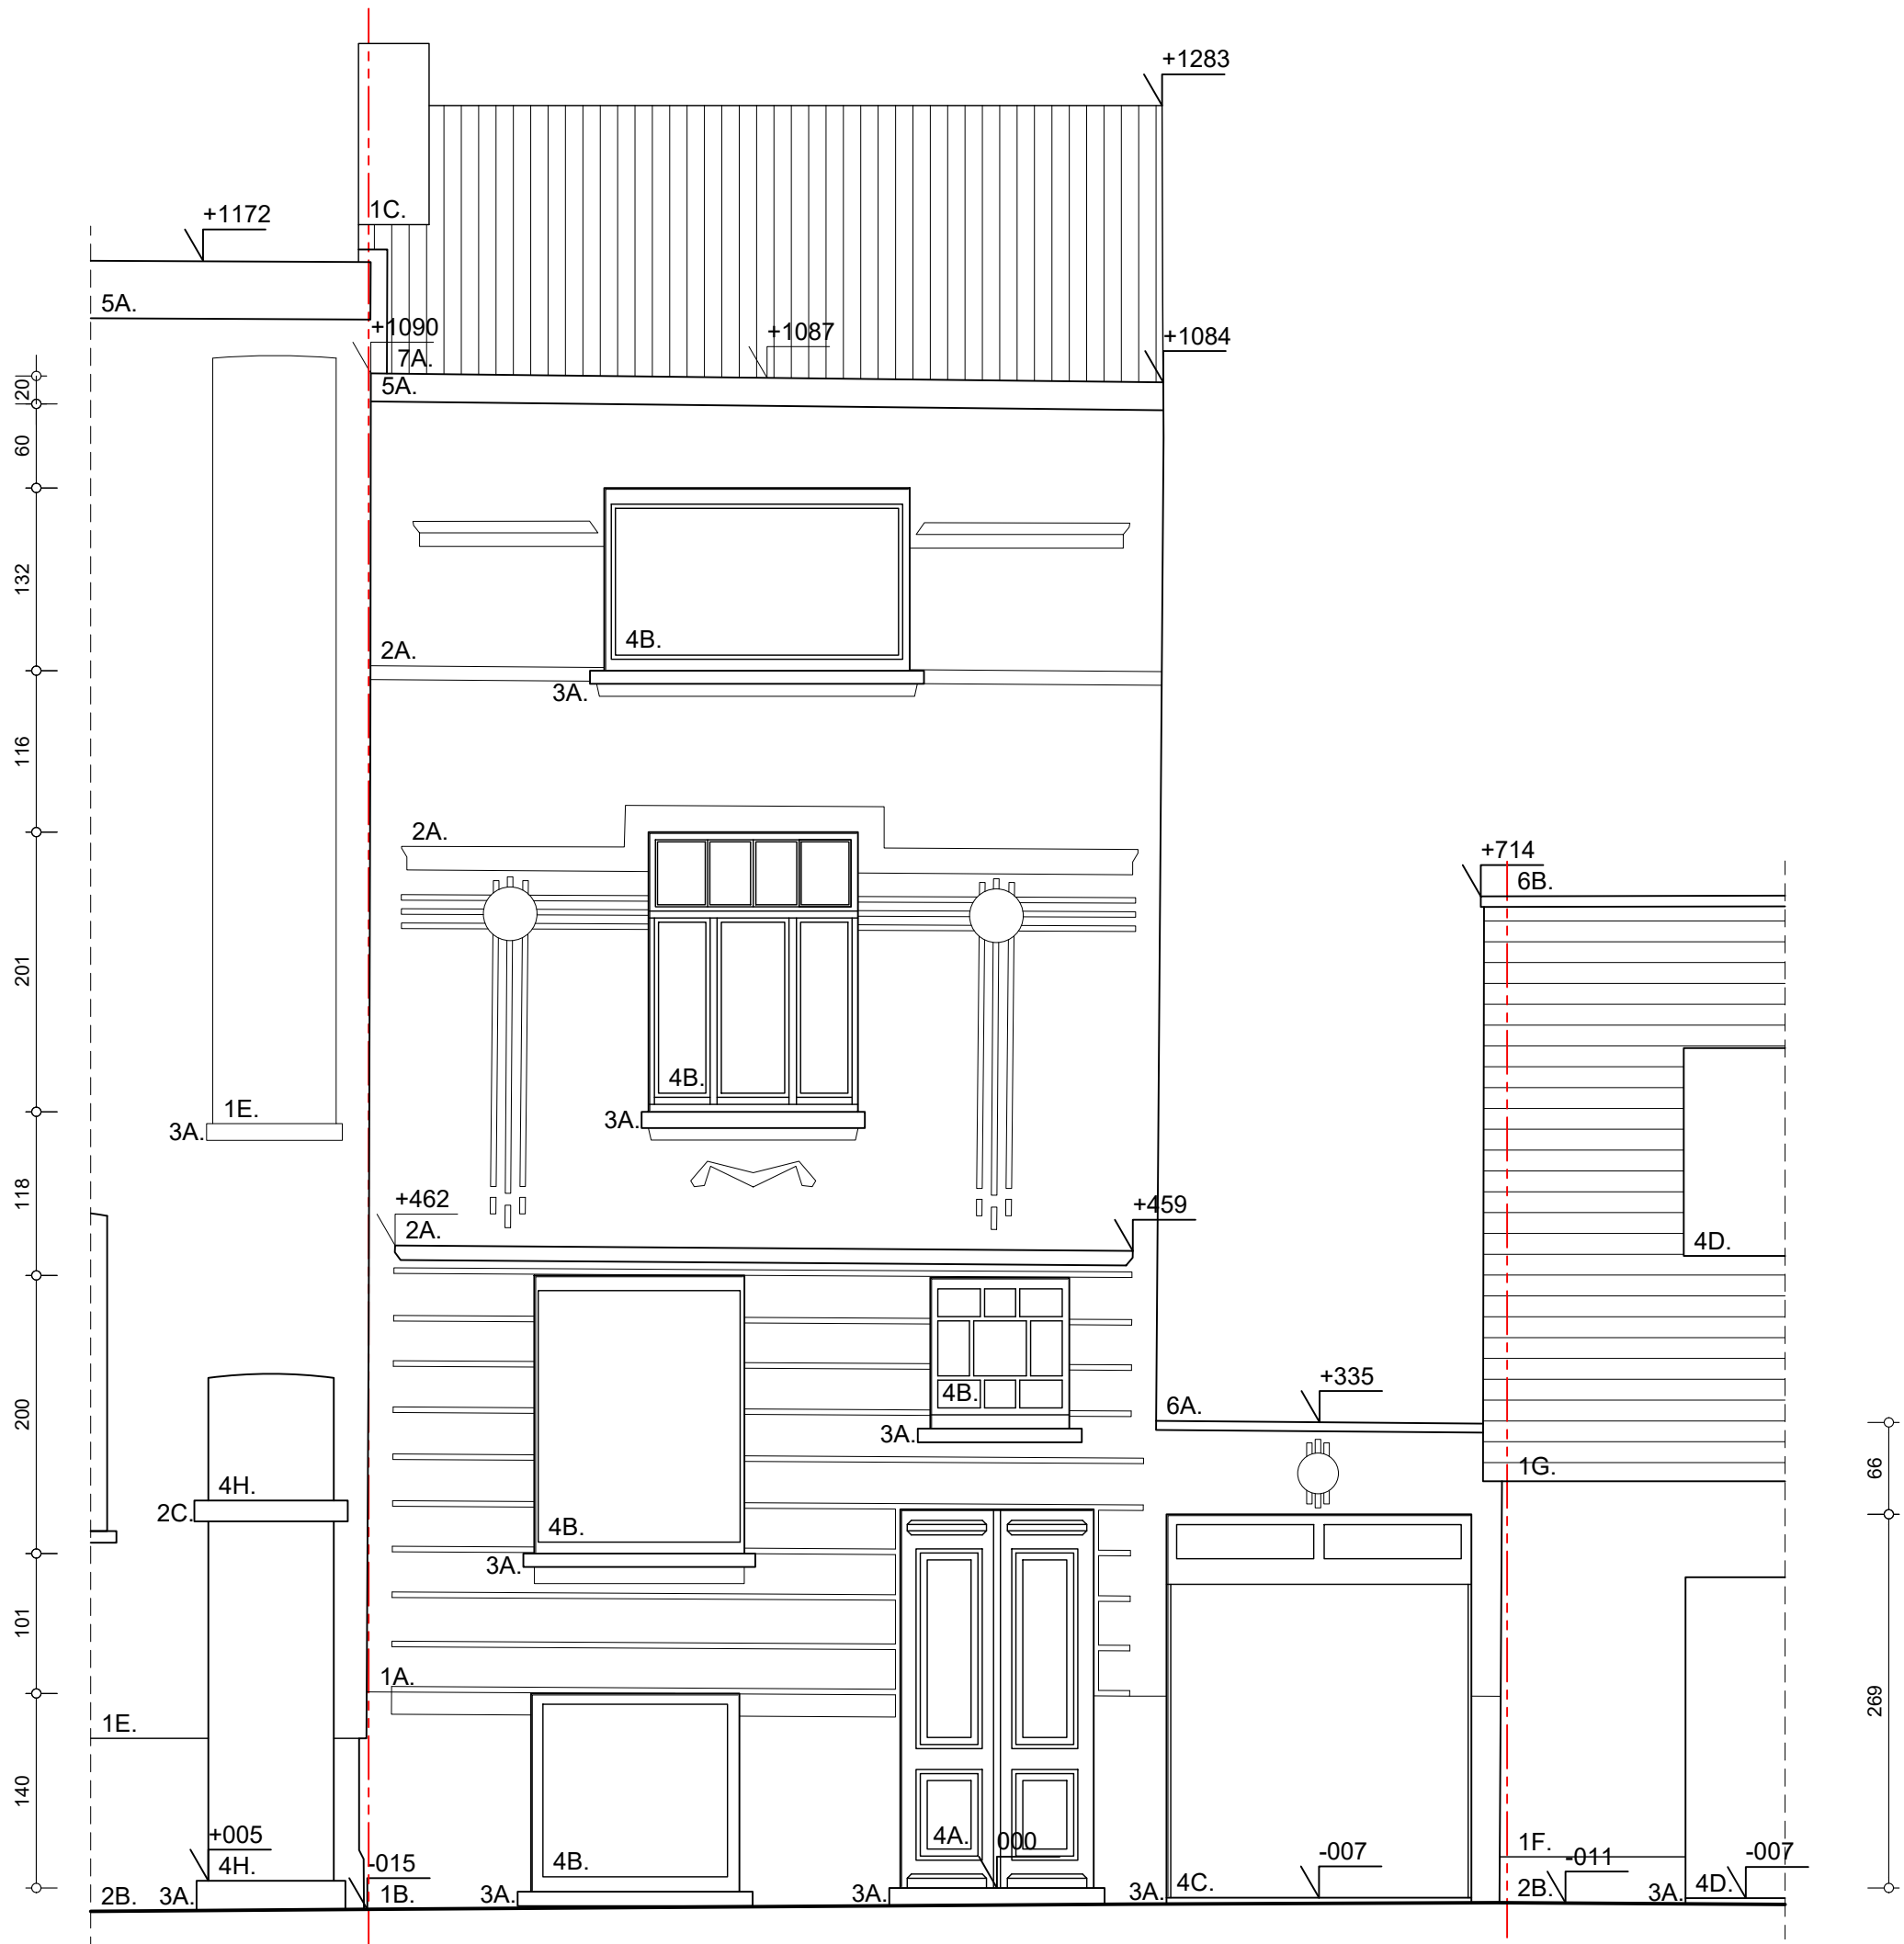 +1283
1C.
+1172
5A.
+1090
+1087
+1084
7A.
5A.
20
60
132
4B.
2A.
3A.
116
2A.
+714
6B.
201
4B.
1E.
3A.
3A.
118
+462
+459
2A.
4D.
+335
4B.
6A.
200
3A.
66
4H.
1G.
2C.
4B.
3A.
101
1A.
269
1E.
140
+005
4A.
000
1F.
4H.
-015
4B.
-007
-011
-007
2B.
3A.
1B.
3A.
3A.
3A.
4C.
2B.
3A.
4D.